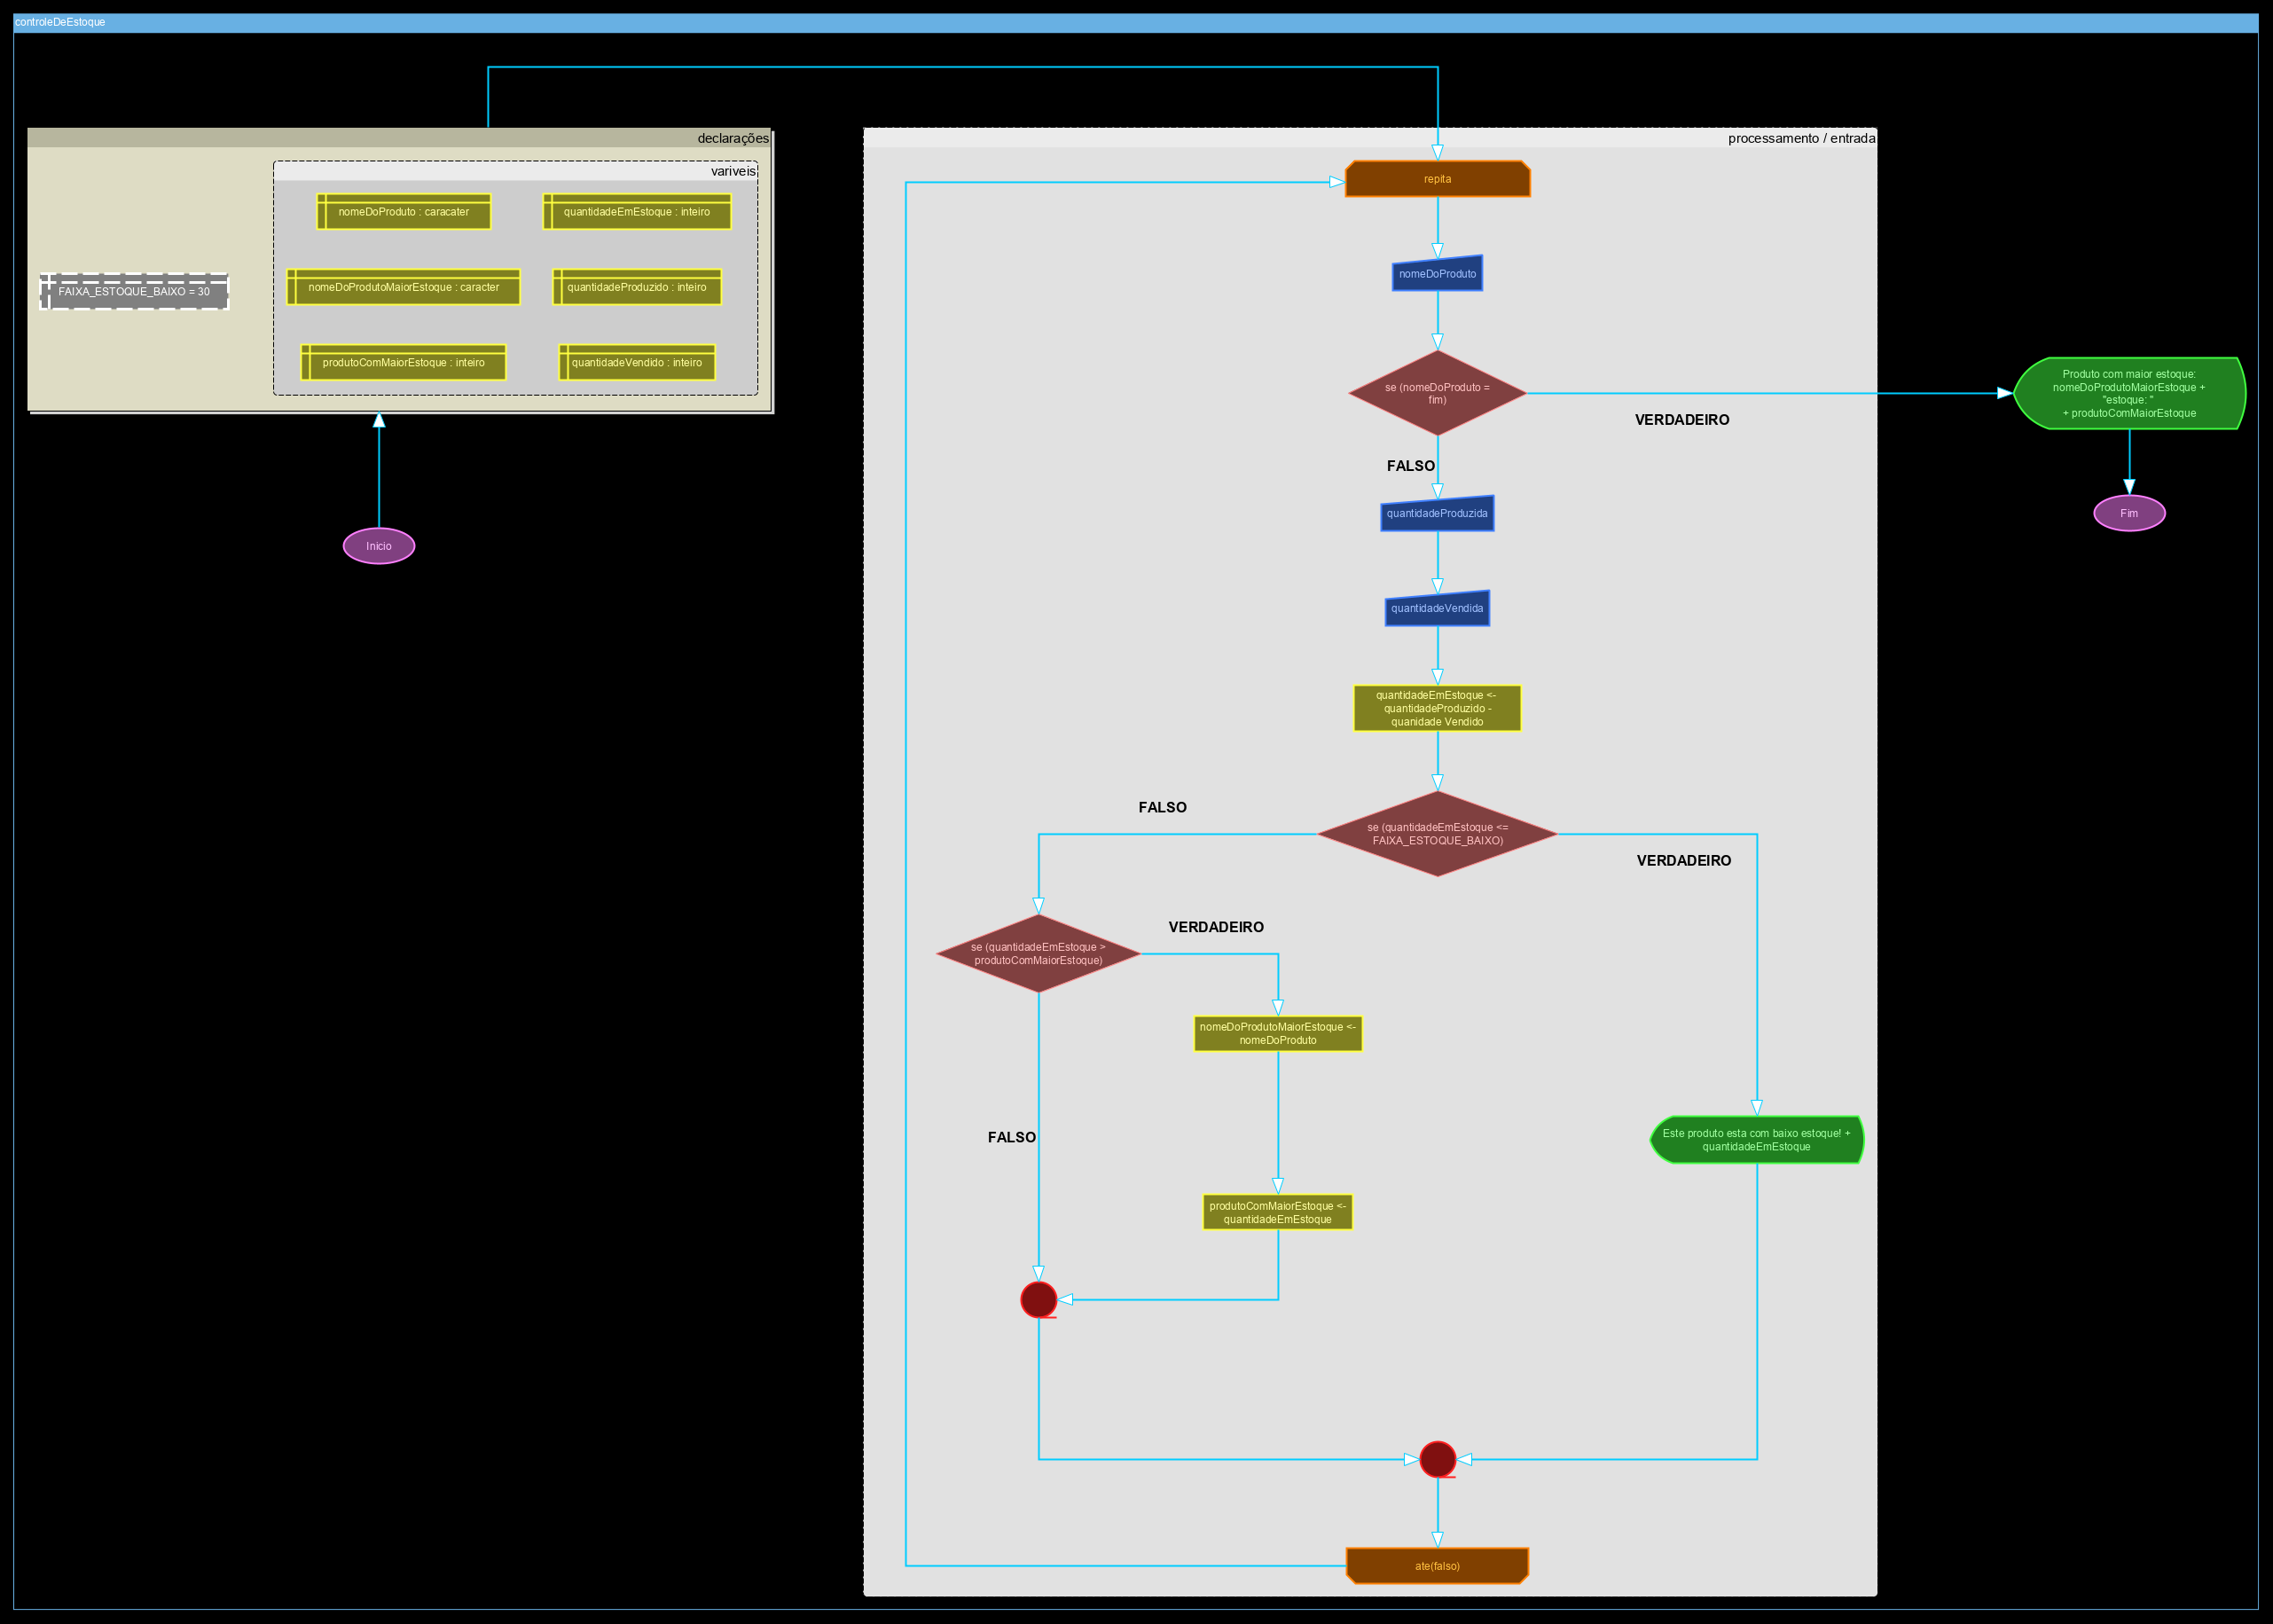 controleDeEstoque
declarações
variveis
nomeDoProduto : caracater
quantidadeEmEstoque : inteiro
FAIXA_ESTOQUE_BAIXO = 30
nomeDoProdutoMaiorEstoque : caracter
quantidadeProduzido : inteiro
produtoComMaiorEstoque : inteiro
quantidadeVendido : inteiro
Inicio
processamento / entrada
repita
nomeDoProduto
se (nomeDoProduto =
fim)
VERDADEIRO
Produto com maior estoque:
nomeDoProdutoMaiorEstoque +
"estoque: "
+ produtoComMaiorEstoque
Fim
FALSO
quantidadeProduzida
quantidadeVendida
quantidadeEmEstoque <-
quantidadeProduzido -
quanidade Vendido
se (quantidadeEmEstoque <=
FAIXA_ESTOQUE_BAIXO)
FALSO
VERDADEIRO
se (quantidadeEmEstoque >
produtoComMaiorEstoque)
VERDADEIRO
nomeDoProdutoMaiorEstoque <-
nomeDoProduto
FALSO
Este produto esta com baixo estoque! +
quantidadeEmEstoque
produtoComMaiorEstoque <-
quantidadeEmEstoque
ate(falso)